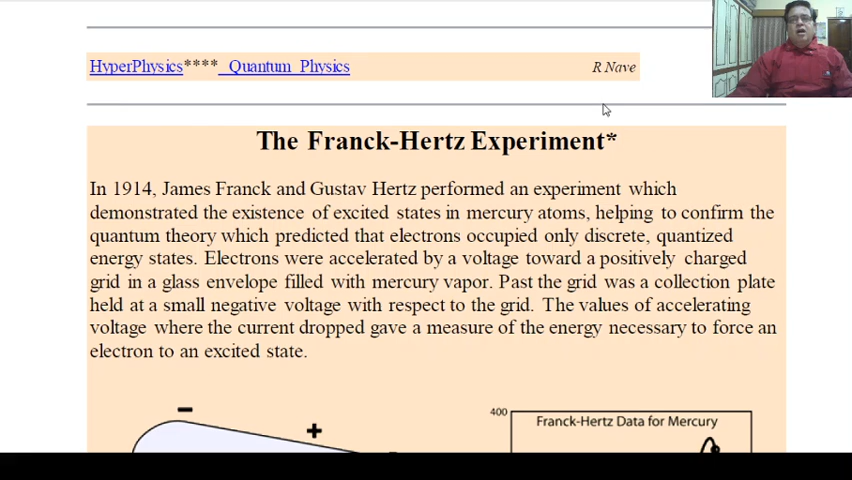 HyperPhysics**** Quantum Physics R Nave
The Franck-Hertz Experiment*
In 1914, James Franck and Gustav Hertz performed an experiment which
demonstrated the existence of excited states in mercury atoms, helping to confirm the
quantum theory which predicted that electrons occupied only discrete, quantized
energy states. Electrons were accelerated by a voltage toward a positively charged
grid in a glass envelope filled with mercury vapor. Past the grid was a collection plate
held at a small negative voltage with respect to the grid. The values of accelerating
voltage where the current dropped gave a measure of the energy necessary to force an
electron to an excited state.
− +
400
Franck-Hertz Data for Mercury